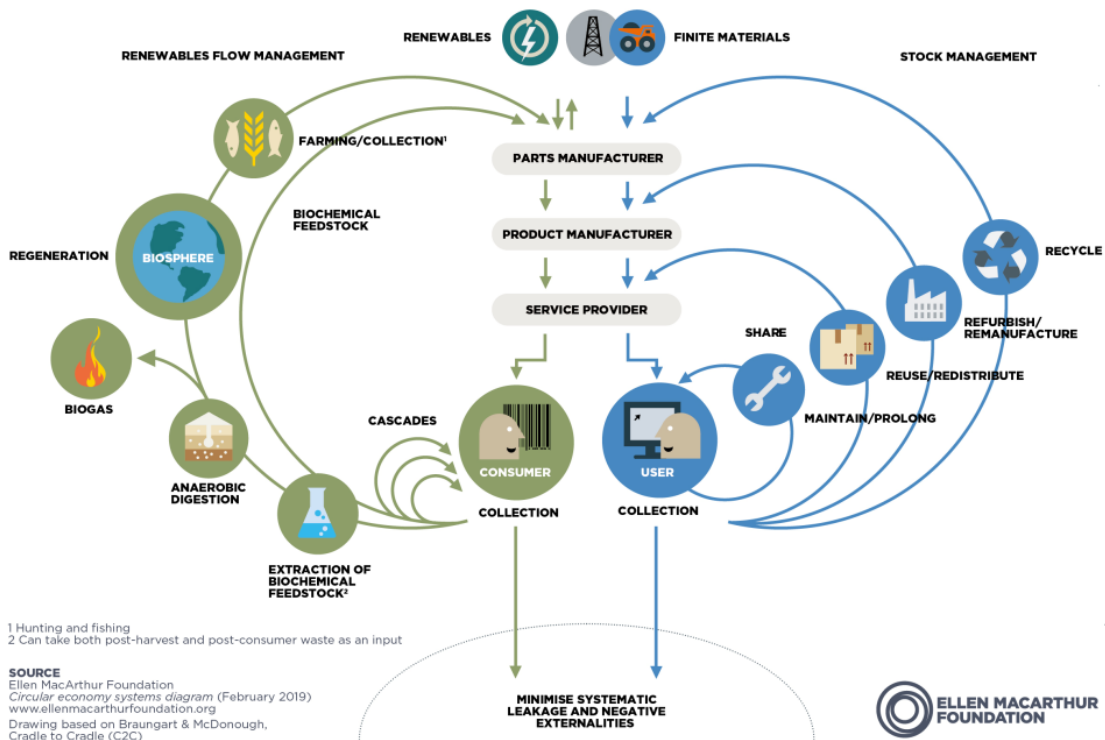 RENEWABLES
FINITE MATERIALS
RENEWABLES FLOW MANAGEMENT
STOCK MANAGEMENT
FARMING/COLLECTION¹
PARTS MANUFACTURER
BIOCHEMICAL
FEEDSTOCK
PRODUCT MANUFACTURER
REGENERATION
BIOSPHERE
RECYCLE
SERVICE PROVIDER
SHARE
REFURBISH/
REMANUFACTURE
REUSE/REDISTRIBUTE
BIOGAS
CASCADES
MAINTAIN/PROLONG
CONSUMER
USER
ANAEROBIC
DIGESTION
COLLECTION
COLLECTION
EXTRACTION OF
BIOCHEMICAL
FEEDSTOCK²
1 Hunting and fishing
2 Can take both post-harvest and post-consumer waste as an input
SOURCE
Ellen MacArthur Foundation
Circular economy systems diagram (February 2019)
www.ellenmacarthurfoundation.org
Drawing based on Braungart & McDonough,
Cradle to Cradle (C2C)
MINIMISE SYSTEMATIC
LEAKAGE AND NEGATIVE
EXTERNALITIES
ELLEN MACARTHUR
FOUNDATION